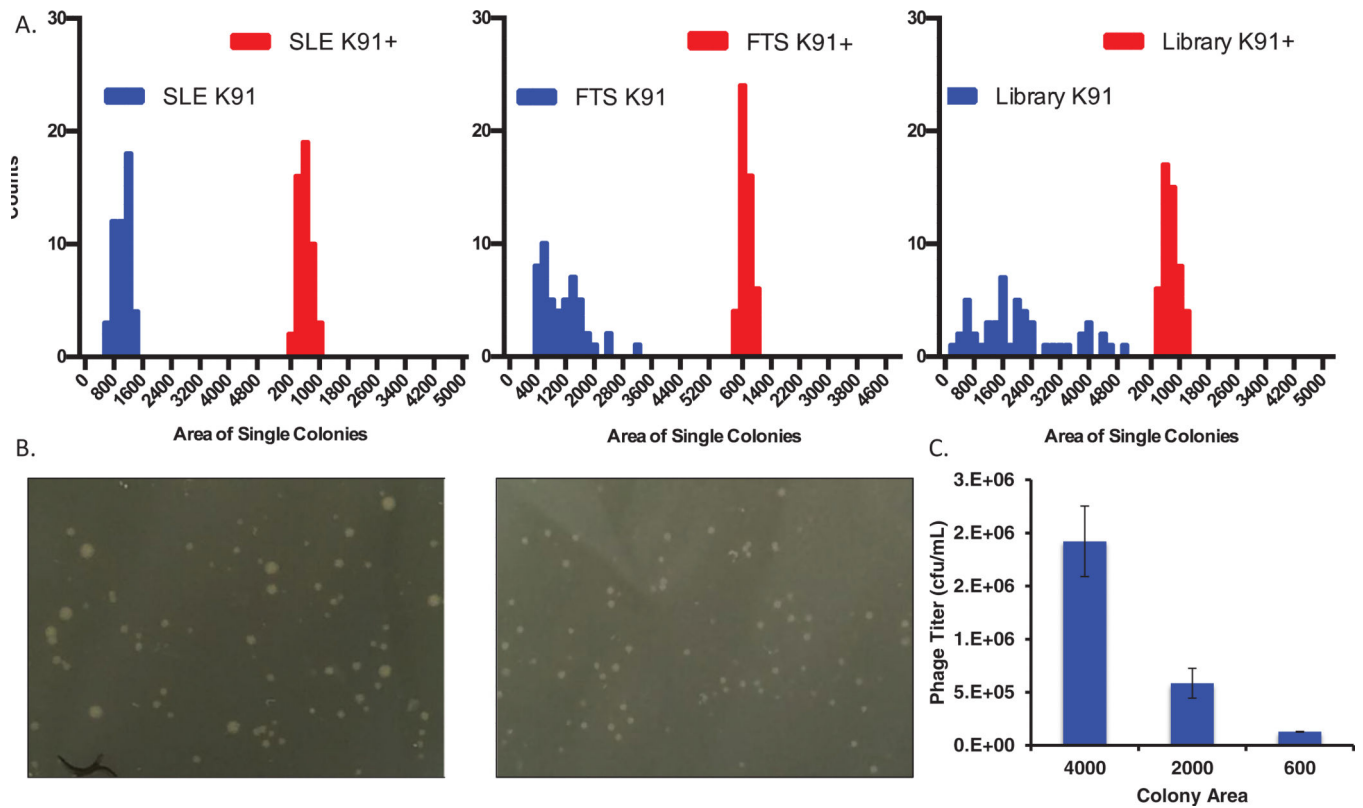 A.
Counts
30
20
10
0
SLE K91+
SLE K91
0 800 1600 2400 3200 4000 4800 200 1000 1800 2600 3400 4200 5000
Area of Single Colonies
30
20
10
0
FTS K91+
FTS K91
0 400 1200 2000 2800 3600 4400 5200 600 1400 2200 3000 3800 4600
Area of Single Colonies
30
20
10
0
Library K91+
Library K91
0 800 1600 2400 3200 4000 4800 200 1000 1800 2600 3400 4200 5000
Area of Single Colonies
B.
C.
Phage Titer (cfu/mL)
3.E+06
2.E+06
2.E+06
1.E+06
5.E+05
0.E+00
4000 2000 600
Colony Area